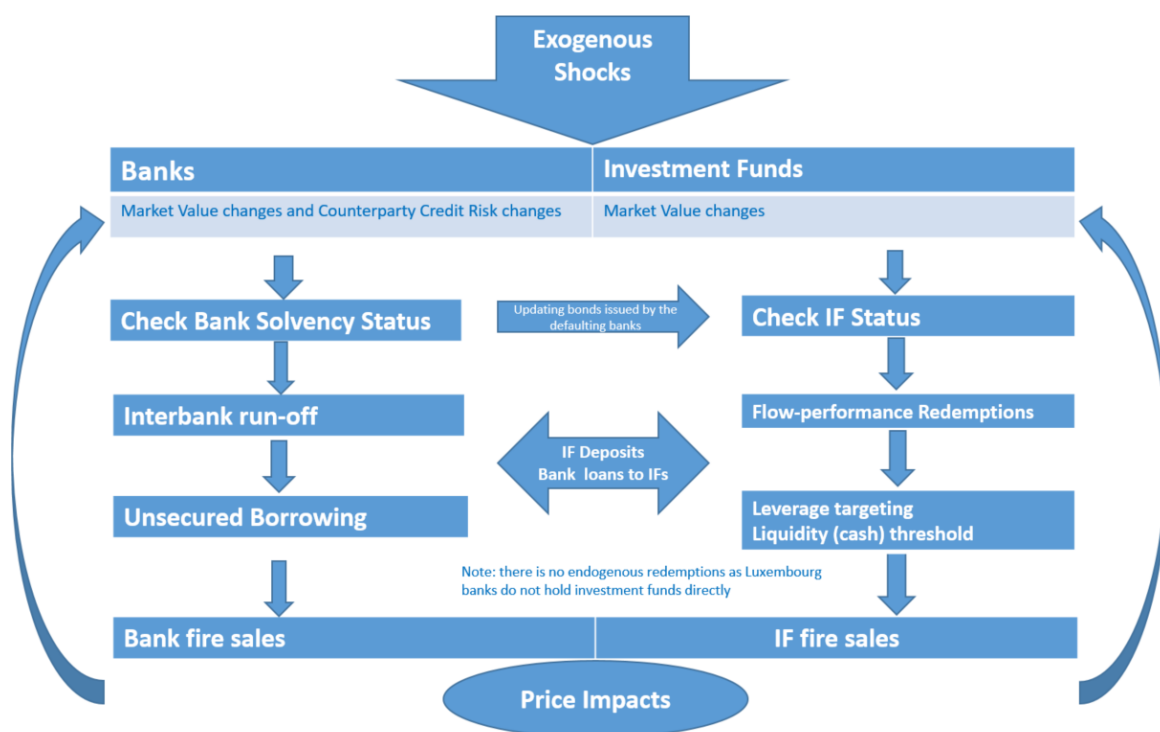 Exogenous
Shocks
Banks
Investment Funds
Market Value changes and Counterparty Credit Risk changes
Market Value changes
Check Bank Solvency Status
Updating bonds issued by the
defaulting banks
Check IF Status
Interbank run-off
Flow-performance Redemptions
IF Deposits
Bank loans to IFs
Unsecured Borrowing
Leverage targeting
Liquidity (cash) threshold
Note: there is no endogenous redemptions as Luxembourg
banks do not hold investment funds directly
Bank fire sales
IF fire sales
Price Impacts